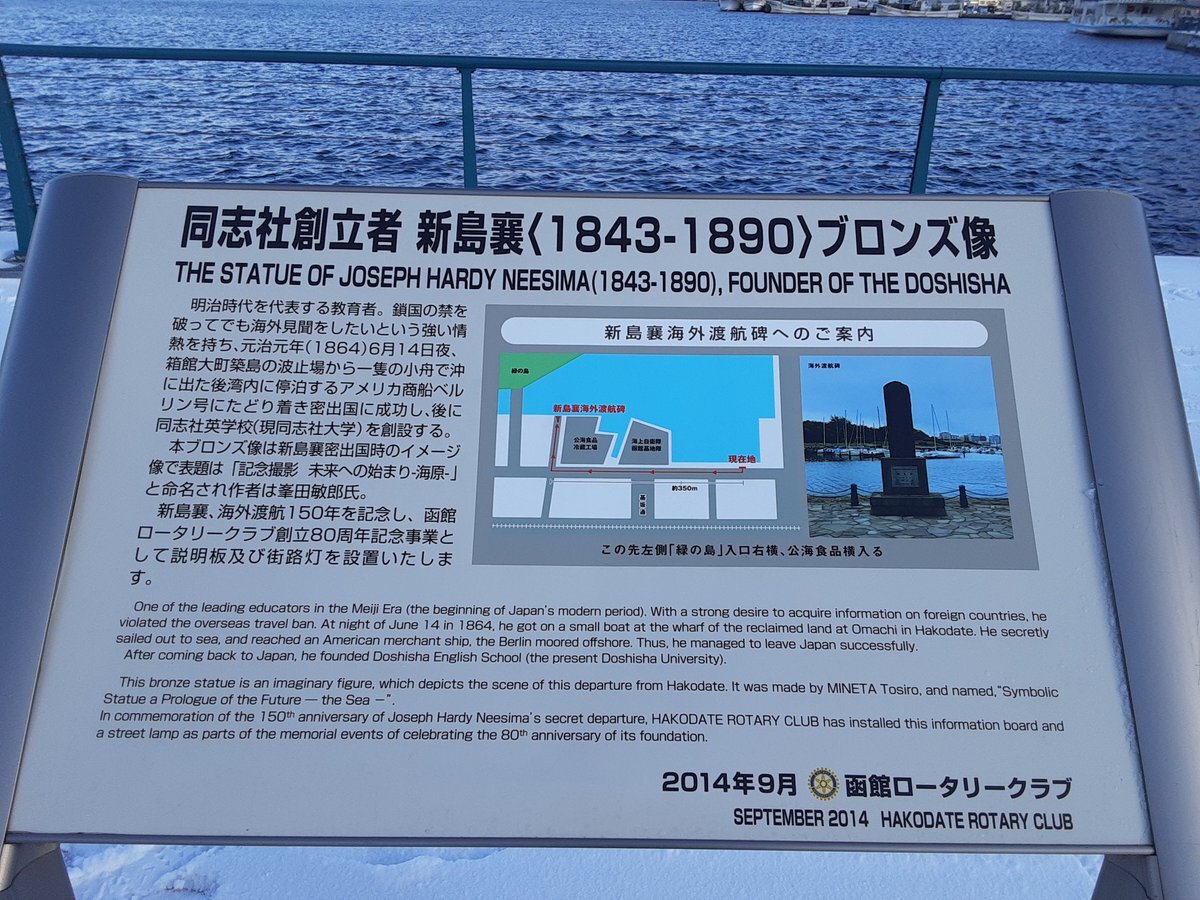 同志社創立者 新島襄〈1843-1890〉ブロンズ像
THE STATUE OF JOSEPH HARDY NEESIMA(1843-1890), FOUNDER OF THE DOSHISHA
明治時代を代表する教育者。鎖国の禁を
破ってでも海外見聞をしたいという強い情
熱を持ち、元治元年(1864)6月14日夜、
箱館大町築島の波止場から一隻の小舟で沖
に出た後湾内に停泊するアメリカ商船ベル
リン号にたどり着き密出国に成功し、後に
同志社英学校(現同志社大学)を創設する。
本ブロンズ像は新島襄密出国時のイメージ
像で表題は「記念撮影 未来への始まり-海原-」
と命名され作者は峯田敏郎氏。
新島襄、海外渡航150年を記念し、函館
ロータリークラブ創立80周年記念事業と
して説明板及び街路灯を設置いたしま
す。
新島襄海外渡航碑へのご案内
緑の島
新島襄海外渡航碑
公海食品
冷蔵工場
海上自衛隊
函館基地隊
現在地
約350m
基坂通
海外渡航碑
この先左側「緑の島」入口右横、公海食品横入る
One of the leading educators in the Meiji Era (the beginning of Japan's modern period). With a strong desire to acquire information on foreign countries, he
violated the overseas travel ban. At night of June 14 in 1864, he got on a small boat at the wharf of the reclaimed land at Omachi in Hakodate. He secretly
sailed out to sea, and reached an American merchant ship, the Berlin moored offshore. Thus, he managed to leave Japan successfully.
After coming back to Japan, he founded Doshisha English School (the present Doshisha University).
This bronze statue is an imaginary figure, which depicts the scene of this departure from Hakodate. It was made by MINETA Tosiro, and named,"Symbolic
Statue a Prologue of the Future — the Sea −".
In commemoration of the 150th anniversary of Joseph Hardy Neesima's secret departure, HAKODATE ROTARY CLUB has installed this information board and
a street lamp as parts of the memorial events of celebrating the 80th anniversary of its foundation.
2014年9月 函館ロータリークラブ
SEPTEMBER 2014 HAKODATE ROTARY CLUB